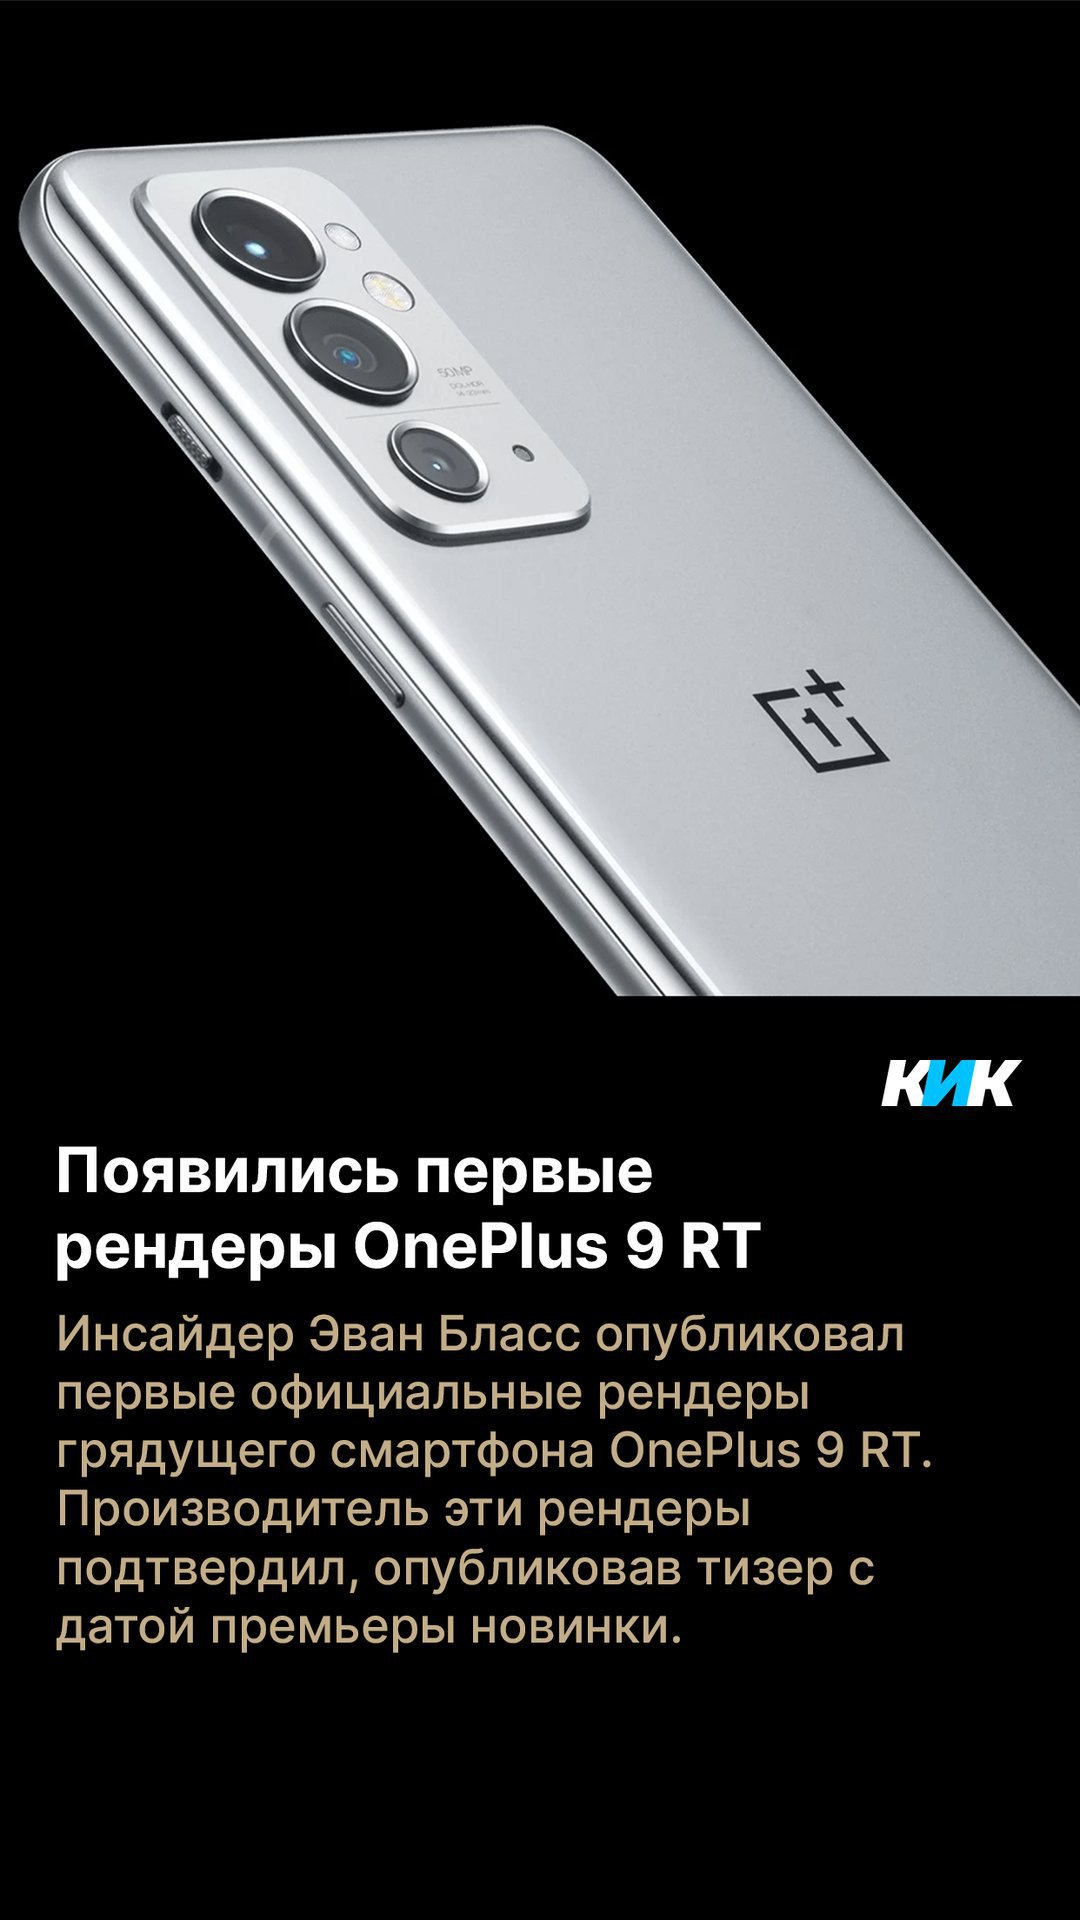 50MP
1
КИК
Появились первые
рендеры OnePlus 9 RT
Инсайдер Эван Бласс опубликовал
первые официальные рендеры
грядущего смартфона OnePlus 9 RT.
Производитель эти рендеры
подтвердил, опубликовав тизер с
датой премьеры новинки.